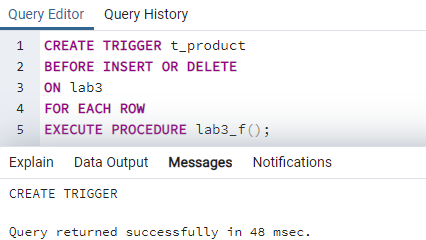 Query Editor Query History
1 CREATE TRIGGER t_product
2 BEFORE INSERT OR DELETE
3 ON lab3
4 FOR EACH ROW
5 EXECUTE PROCEDURE lab3_f();
Explain Data Output Messages Notifications
CREATE TRIGGER
Query returned successfully in 48 msec.